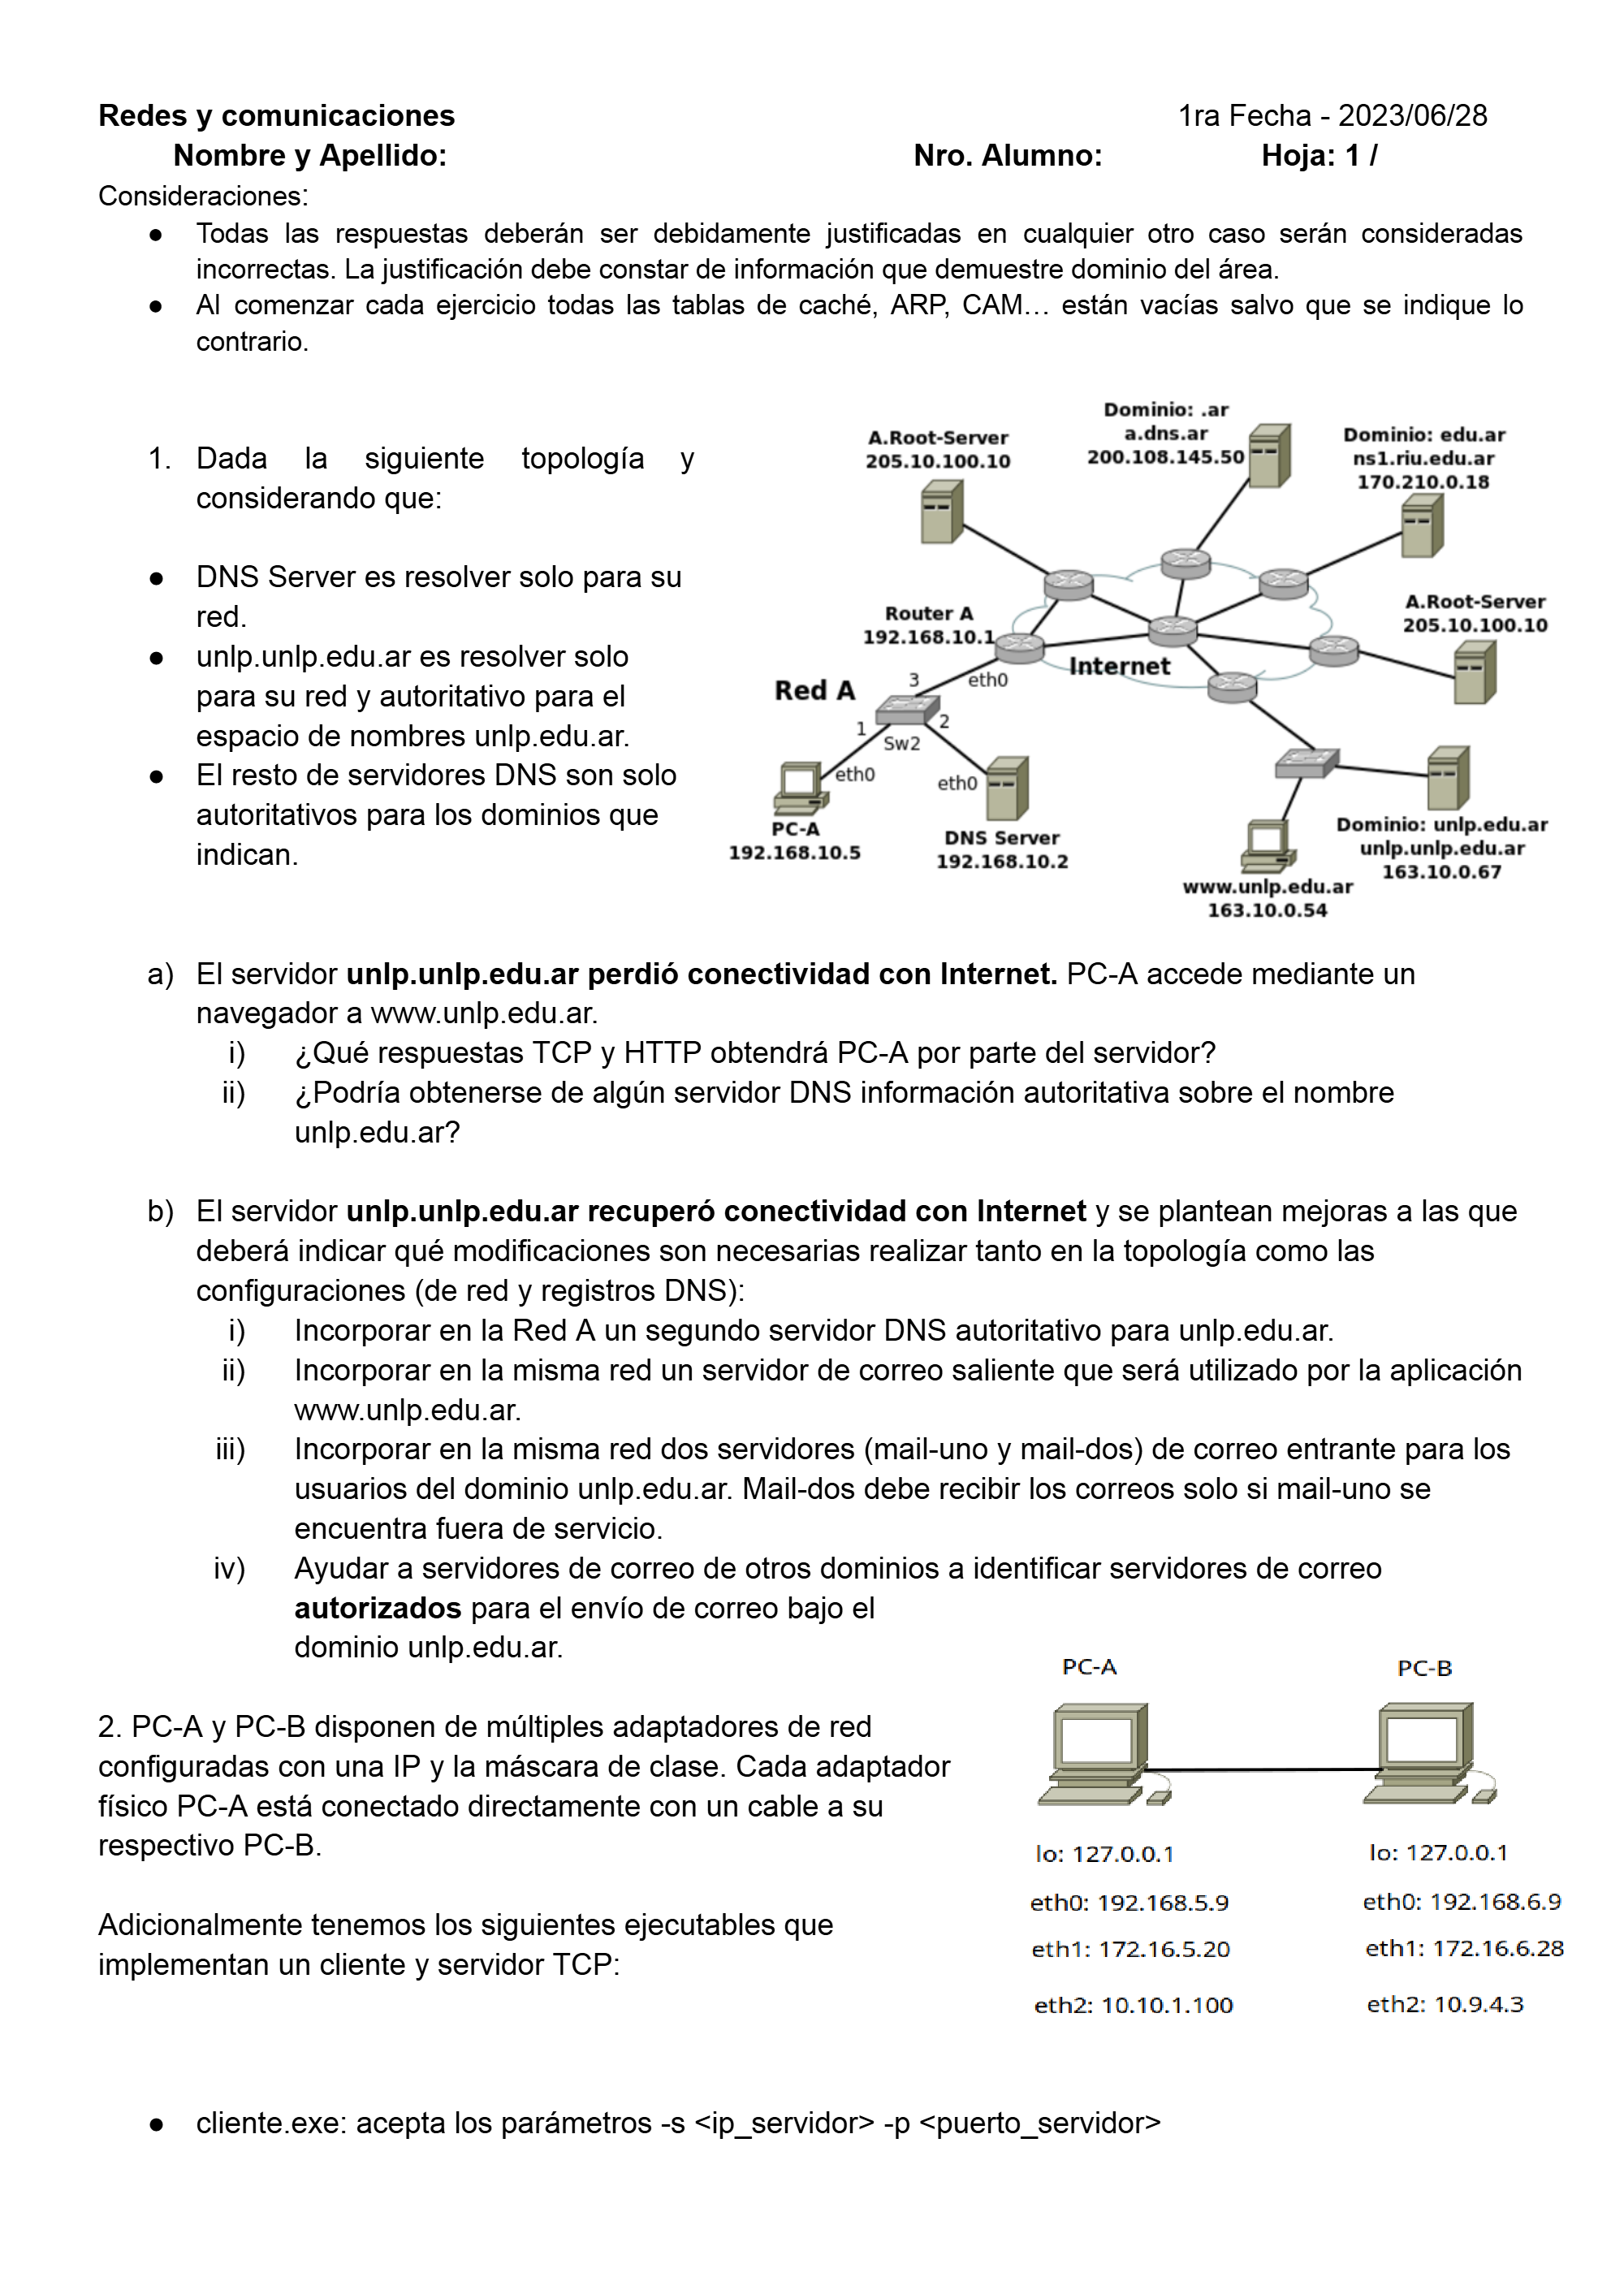 Redes y comunicaciones 1ra Fecha - 2023/06/28
Nombre y Apellido: Nro. Alumno: Hoja: 1 /
Consideraciones:
● Todas las respuestas deberán ser debidamente justificadas en cualquier otro caso serán consideradas
incorrectas. La justificación debe constar de información que demuestre dominio del área.
● Al comenzar cada ejercicio todas las tablas de caché, ARP, CAM… están vacías salvo que se indique lo
contrario.
1. Dada la siguiente topología y
considerando que:
● DNS Server es resolver solo para su
red.
● unlp.unlp.edu.ar es resolver solo
para su red y autoritativo para el
espacio de nombres unlp.edu.ar.
● El resto de servidores DNS son solo
autoritativos para los dominios que
indican.
A.Root-Server
205.10.100.10
Dominio: .ar
a.dns.ar
200.108.145.50
Dominio: edu.ar
ns1.riu.edu.ar
170.210.0.18
A.Root-Server
205.10.100.10
Router A
192.168.10.1
Internet
Red A
3
eth0
1
2
Sw2
eth0
eth0
PC-A
192.168.10.5
DNS Server
192.168.10.2
Dominio: unlp.edu.ar
unlp.unlp.edu.ar
163.10.0.67
www.unlp.edu.ar
163.10.0.54
a) El servidor unlp.unlp.edu.ar perdió conectividad con Internet. PC-A accede mediante un
navegador a www.unlp.edu.ar.
i) ¿Qué respuestas TCP y HTTP obtendrá PC-A por parte del servidor?
ii) ¿Podría obtenerse de algún servidor DNS información autoritativa sobre el nombre
unlp.edu.ar?
b) El servidor unlp.unlp.edu.ar recuperó conectividad con Internet y se plantean mejoras a las que
deberá indicar qué modificaciones son necesarias realizar tanto en la topología como las
configuraciones (de red y registros DNS):
i) Incorporar en la Red A un segundo servidor DNS autoritativo para unlp.edu.ar.
ii) Incorporar en la misma red un servidor de correo saliente que será utilizado por la aplicación
www.unlp.edu.ar.
iii) Incorporar en la misma red dos servidores (mail-uno y mail-dos) de correo entrante para los
usuarios del dominio unlp.edu.ar. Mail-dos debe recibir los correos solo si mail-uno se
encuentra fuera de servicio.
iv) Ayudar a servidores de correo de otros dominios a identificar servidores de correo
autorizados para el envío de correo bajo el
dominio unlp.edu.ar.
2. PC-A y PC-B disponen de múltiples adaptadores de red
configuradas con una IP y la máscara de clase. Cada adaptador
físico PC-A está conectado directamente con un cable a su
respectivo PC-B.
Adicionalmente tenemos los siguientes ejecutables que
implementan un cliente y servidor TCP:
PC-A PC-B
lo: 127.0.0.1 lo: 127.0.0.1
eth0: 192.168.5.9 eth0: 192.168.6.9
eth1: 172.16.5.20 eth1: 172.16.6.28
eth2: 10.10.1.100 eth2: 10.9.4.3
● cliente.exe: acepta los parámetros -s <ip_servidor> -p <puerto_servidor>